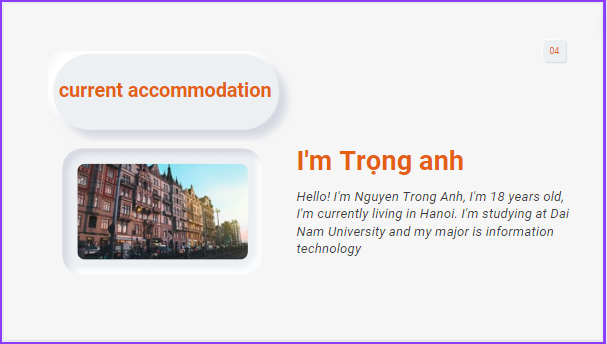 04
current accommodation
I'm Trọng anh
Hello! I'm Nguyen Trong Anh, I'm 18 years old,
I'm currently living in Hanoi. I'm studying at Dai
Nam University and my major is information
technology